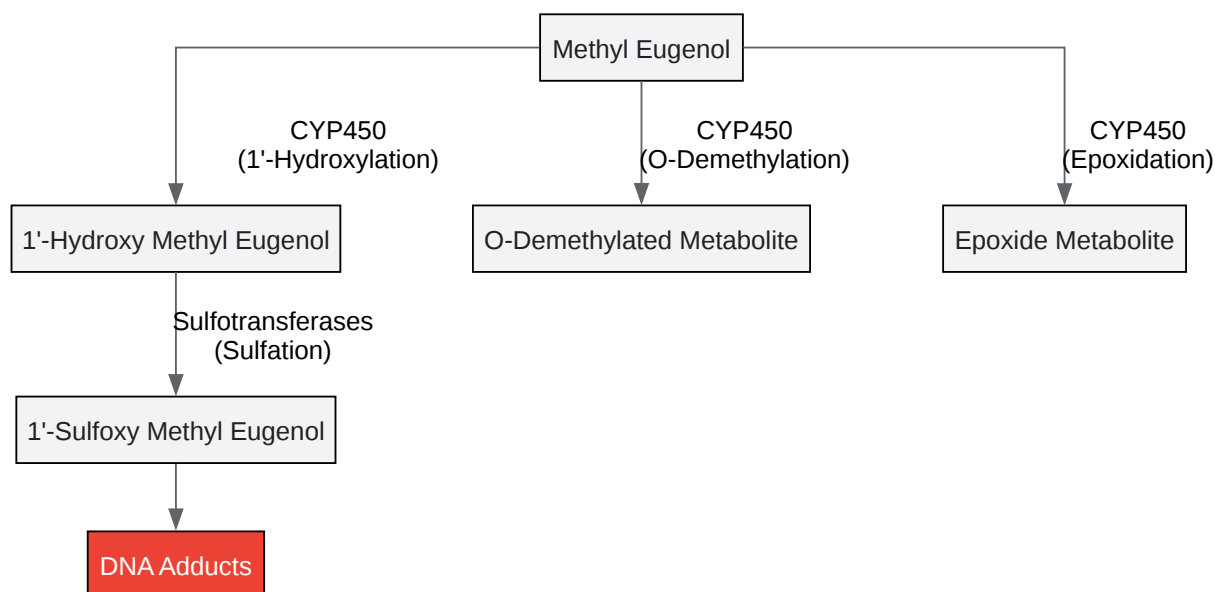 Methyl Eugenol
CYP450
(1'-Hydroxylation)
CYP450
(O-Demethylation)
CYP450
(Epoxidation)
1'-Hydroxy Methyl Eugenol
O-Demethylated Metabolite
Epoxide Metabolite
Sulfotransferases
(Sulfation)
1'-Sulfoxy Methyl Eugenol
DNA Adducts